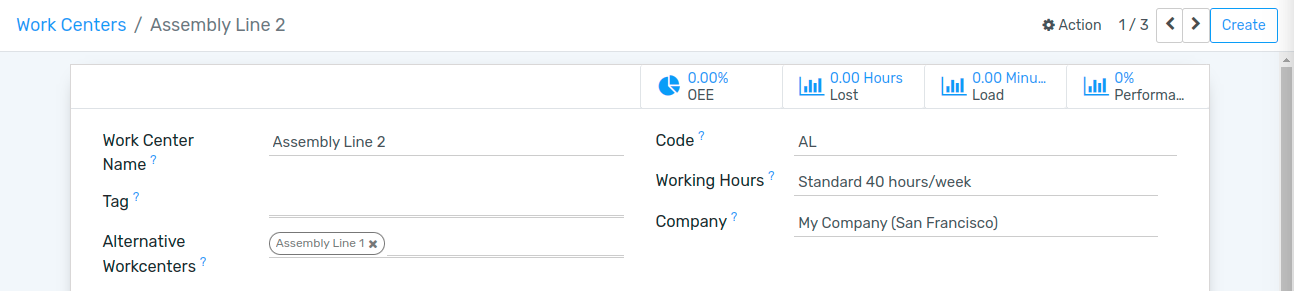 Work Centers / Assembly Line 2
Action 1 / 3 Create
0.00% OEE
0.00 Hours Lost
0.00 Minu... Load
0% Performa...
Work Center Name ? Assembly Line 2
Code ? AL
Tag ?
Working Hours ? Standard 40 hours/week
Company ? My Company (San Francisco)
Alternative Workcenters ? Assembly Line 1 ×